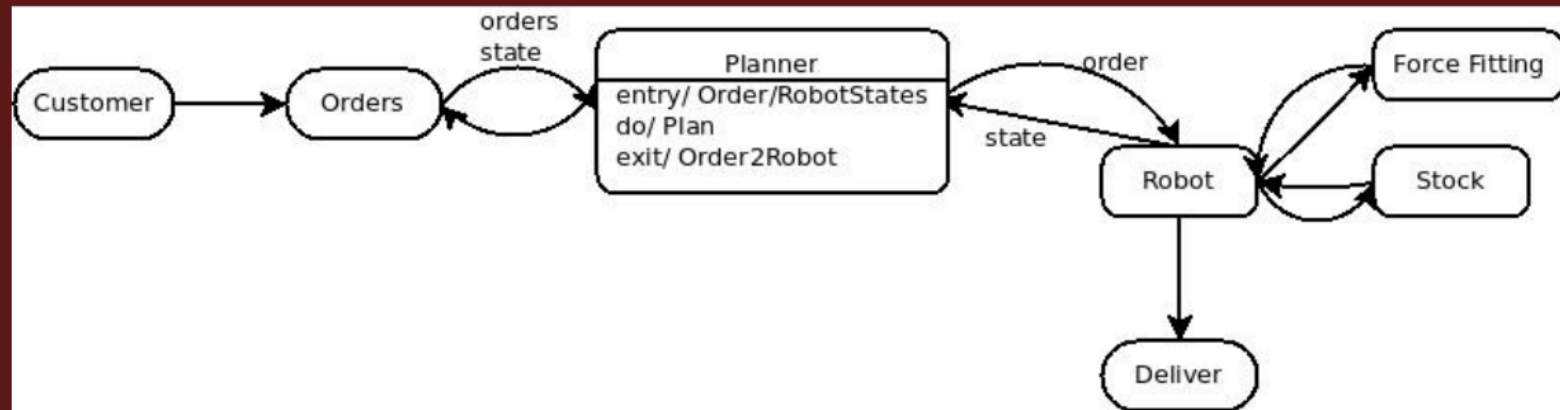 Customer
Orders
orders
state
Planner
entry/ Order/RobotStates
do/ Plan
exit/ Order2Robot
order
state
Robot
Force Fitting
Stock
Deliver